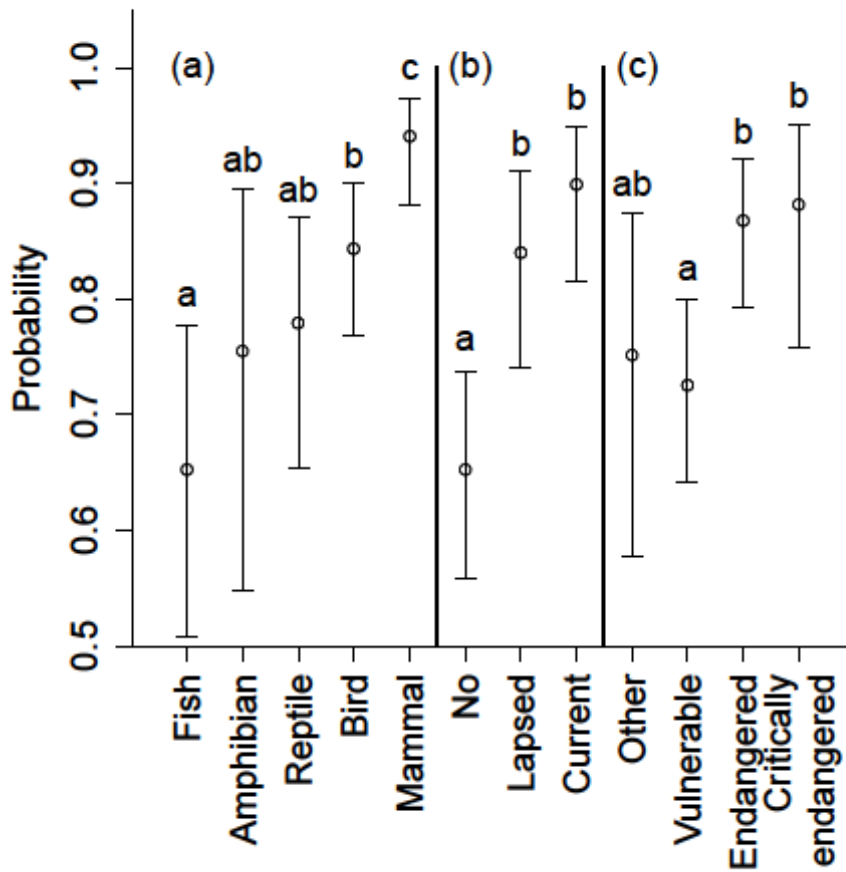 (a)
(b)
(c)
a
ab
ab
b
c
a
b
b
ab
a
b
b
Probability
1.0
0.9
0.8
0.7
0.6
0.5
Fish
Amphibian
Reptile
Bird
Mammal
No
Lapsed
Current
Other
Vulnerable
Endangered
Critically
endangered